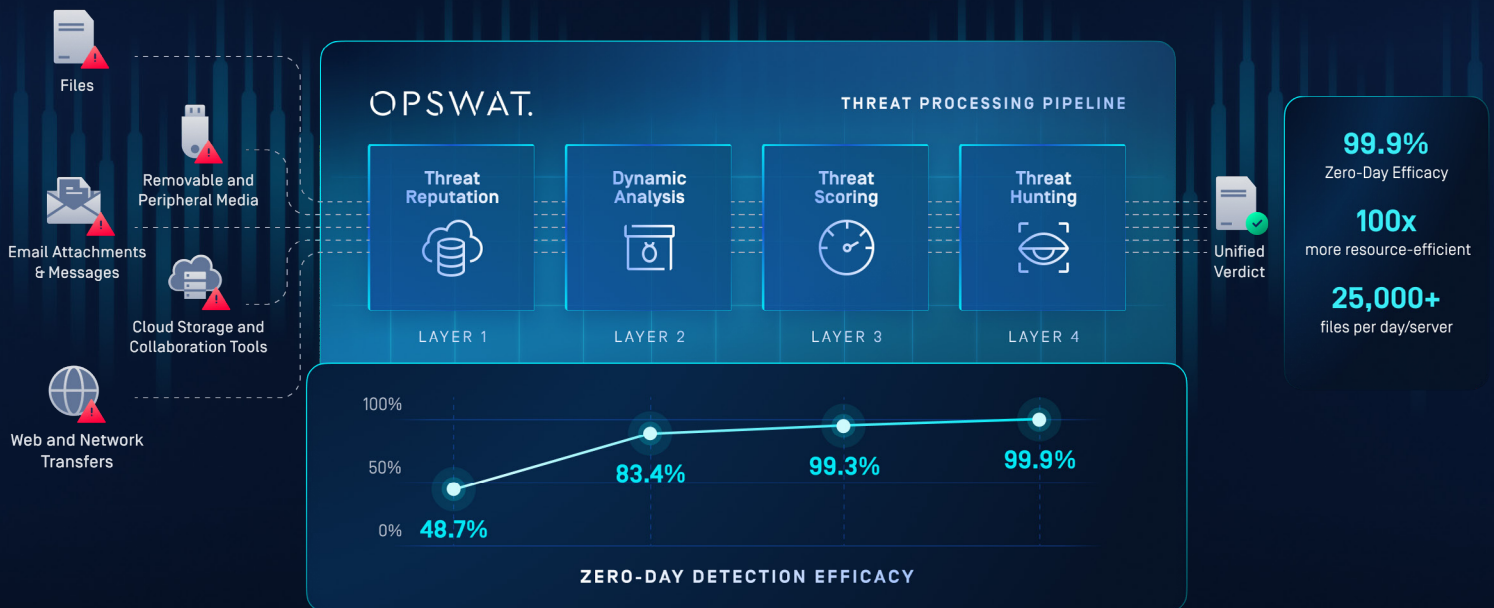 Files
Removable and
Peripheral Media
Email Attachments
& Messages
Cloud Storage and
Collaboration Tools
Web and Network
Transfers
OPSWAT.
THREAT PROCESSING PIPELINE
Threat
Reputation
LAYER 1
Dynamic
Analysis
LAYER 2
Threat
Scoring
LAYER 3
Threat
Hunting
LAYER 4
100%
50%
0%
48.7%
83.4%
99.3%
99.9%
ZERO-DAY DETECTION EFFICACY
Unified
Verdict
99.9%
Zero-Day Efficacy
100x
more resource-efficient
25,000+
files per day/server